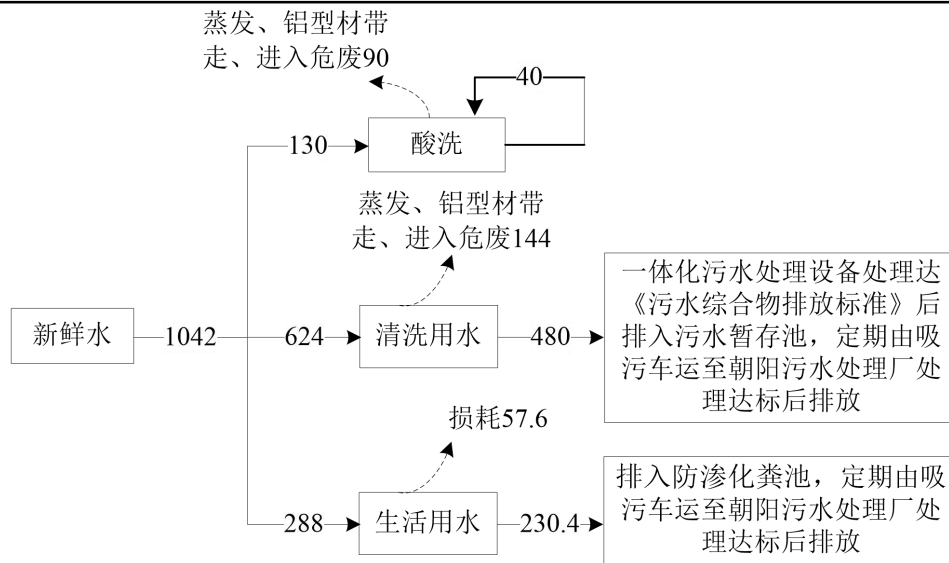 蒸发、铝型材带
走、进入危废90
40
130
酸洗
蒸发、铝型材带
走、进入危废144
新鲜水
1042
624
清洗用水
480
一体化污水处理设备处理达
《污水综合物排放标准》后
排入污水暂存池，定期由吸
污车运至朝阳污水处理厂处
理达标后排放
损耗57.6
288
生活用水
230.4
排入防渗化粪池，定期由吸
污车运至朝阳污水处理厂处
理达标后排放